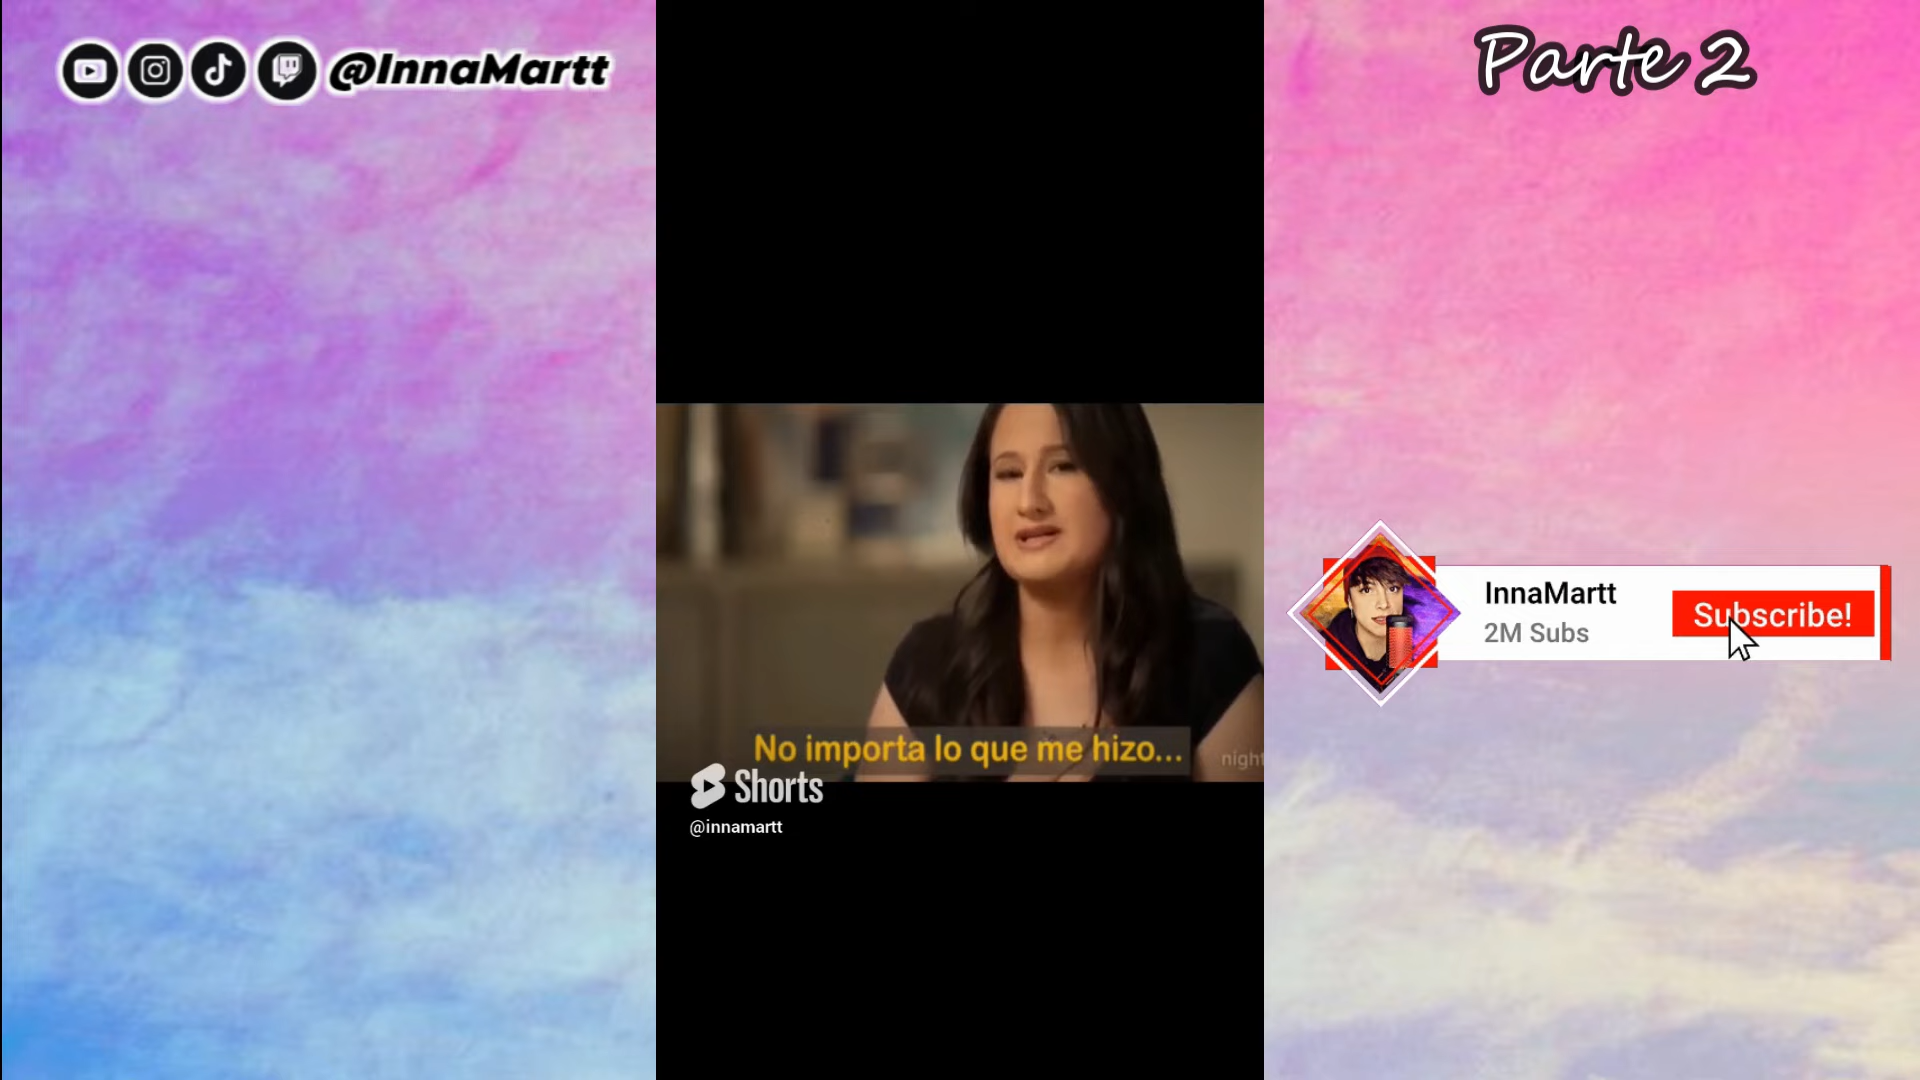 @InnaMartt
Parte 2
InnaMartt
2M Subs
Subscribe!
No importa lo que me hizo...
night
Shorts
@innamartt